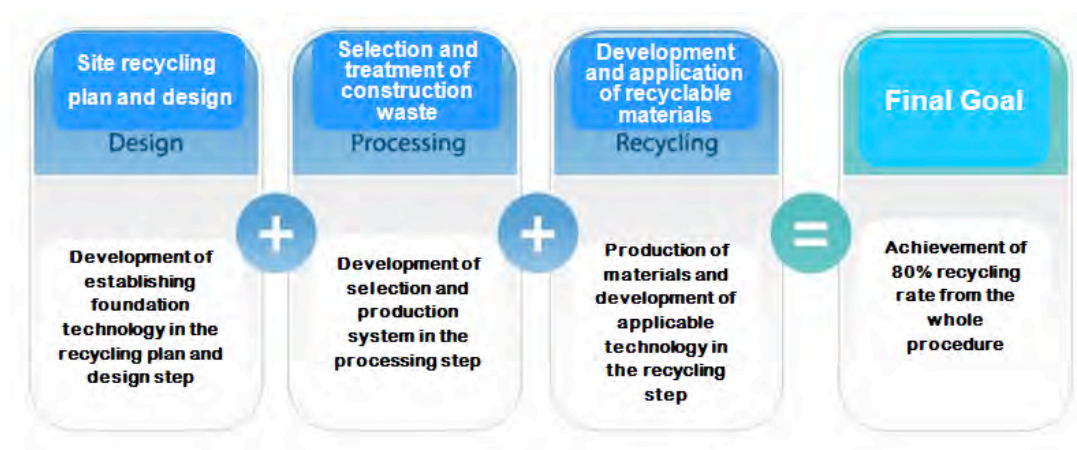 Site recycling
plan and design
Design
Development of
establishing
foundation
technology in the
recycling plan and
design step
+
Selection and
treatment of
construction
waste
Processing
Development of
selection and
production
system in the
processing step
+
Development
and application
of recyclable
materials
Recycling
Production of
materials and
development of
applicable
technology in
the recycling
step
=
Final Goal
Achievement of
80% recycling
rate from the
whole
procedure